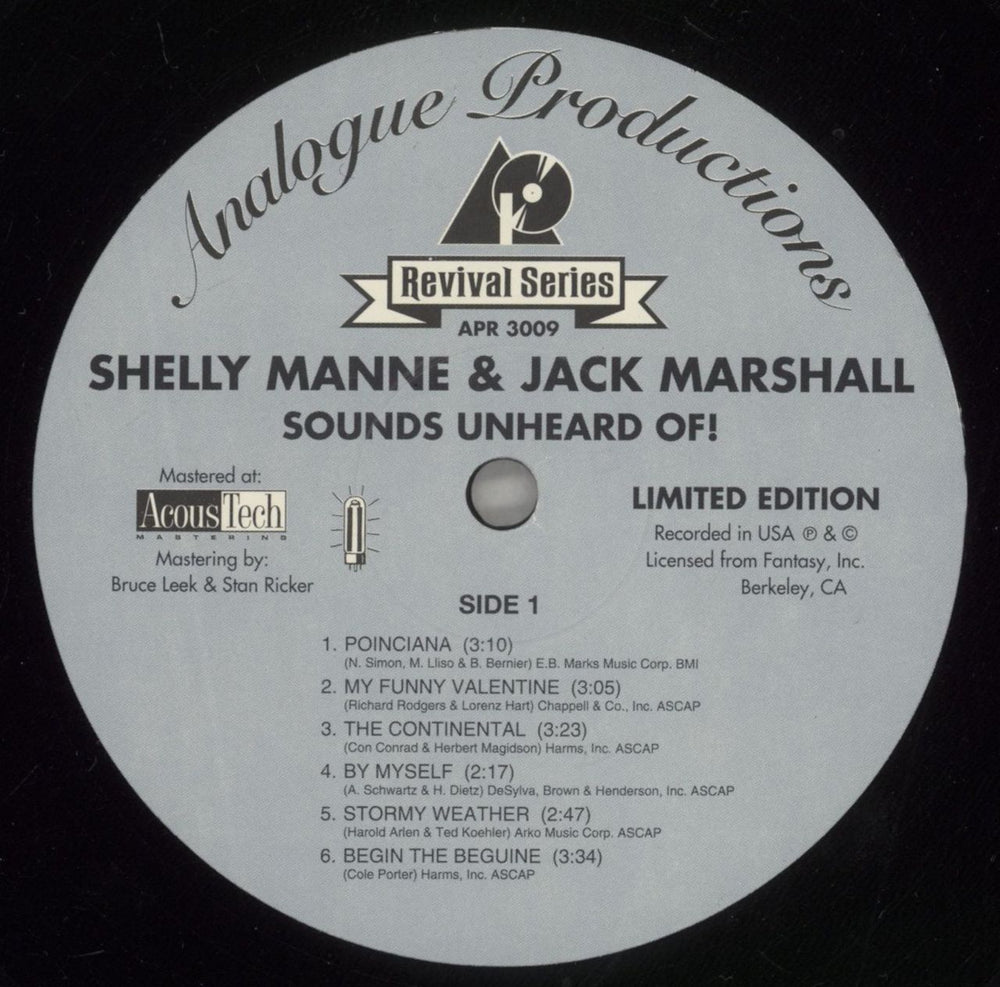 Analogue Productions
Revival Series
APR 3009
SHELLY MANNE & JACK MARSHALL
SOUNDS UNHEARD OF!
Mastered at:
AcousTech
MASTERING
Mastering by:
Bruce Leek & Stan Ricker
LIMITED EDITION
Recorded in USA ℗ & ©
Licensed from Fantasy, Inc.
Berkeley, CA
SIDE 1
1. POINCIANA (3:10)
(N. Simon, M. Lliso & B. Bernier) E.B. Marks Music Corp. BMI
2. MY FUNNY VALENTINE (3:05)
(Richard Rodgers & Lorenz Hart) Chappell & Co., Inc. ASCAP
3. THE CONTINENTAL (3:23)
(Con Conrad & Herbert Magidson) Harms, Inc. ASCAP
4. BY MYSELF (2:17)
(A. Schwartz & H. Dietz) DeSylva, Brown & Henderson, Inc. ASCAP
5. STORMY WEATHER (2:47)
(Harold Arlen & Ted Koehler) Arko Music Corp. ASCAP
6. BEGIN THE BEGUINE (3:34)
(Cole Porter) Harms, Inc. ASCAP